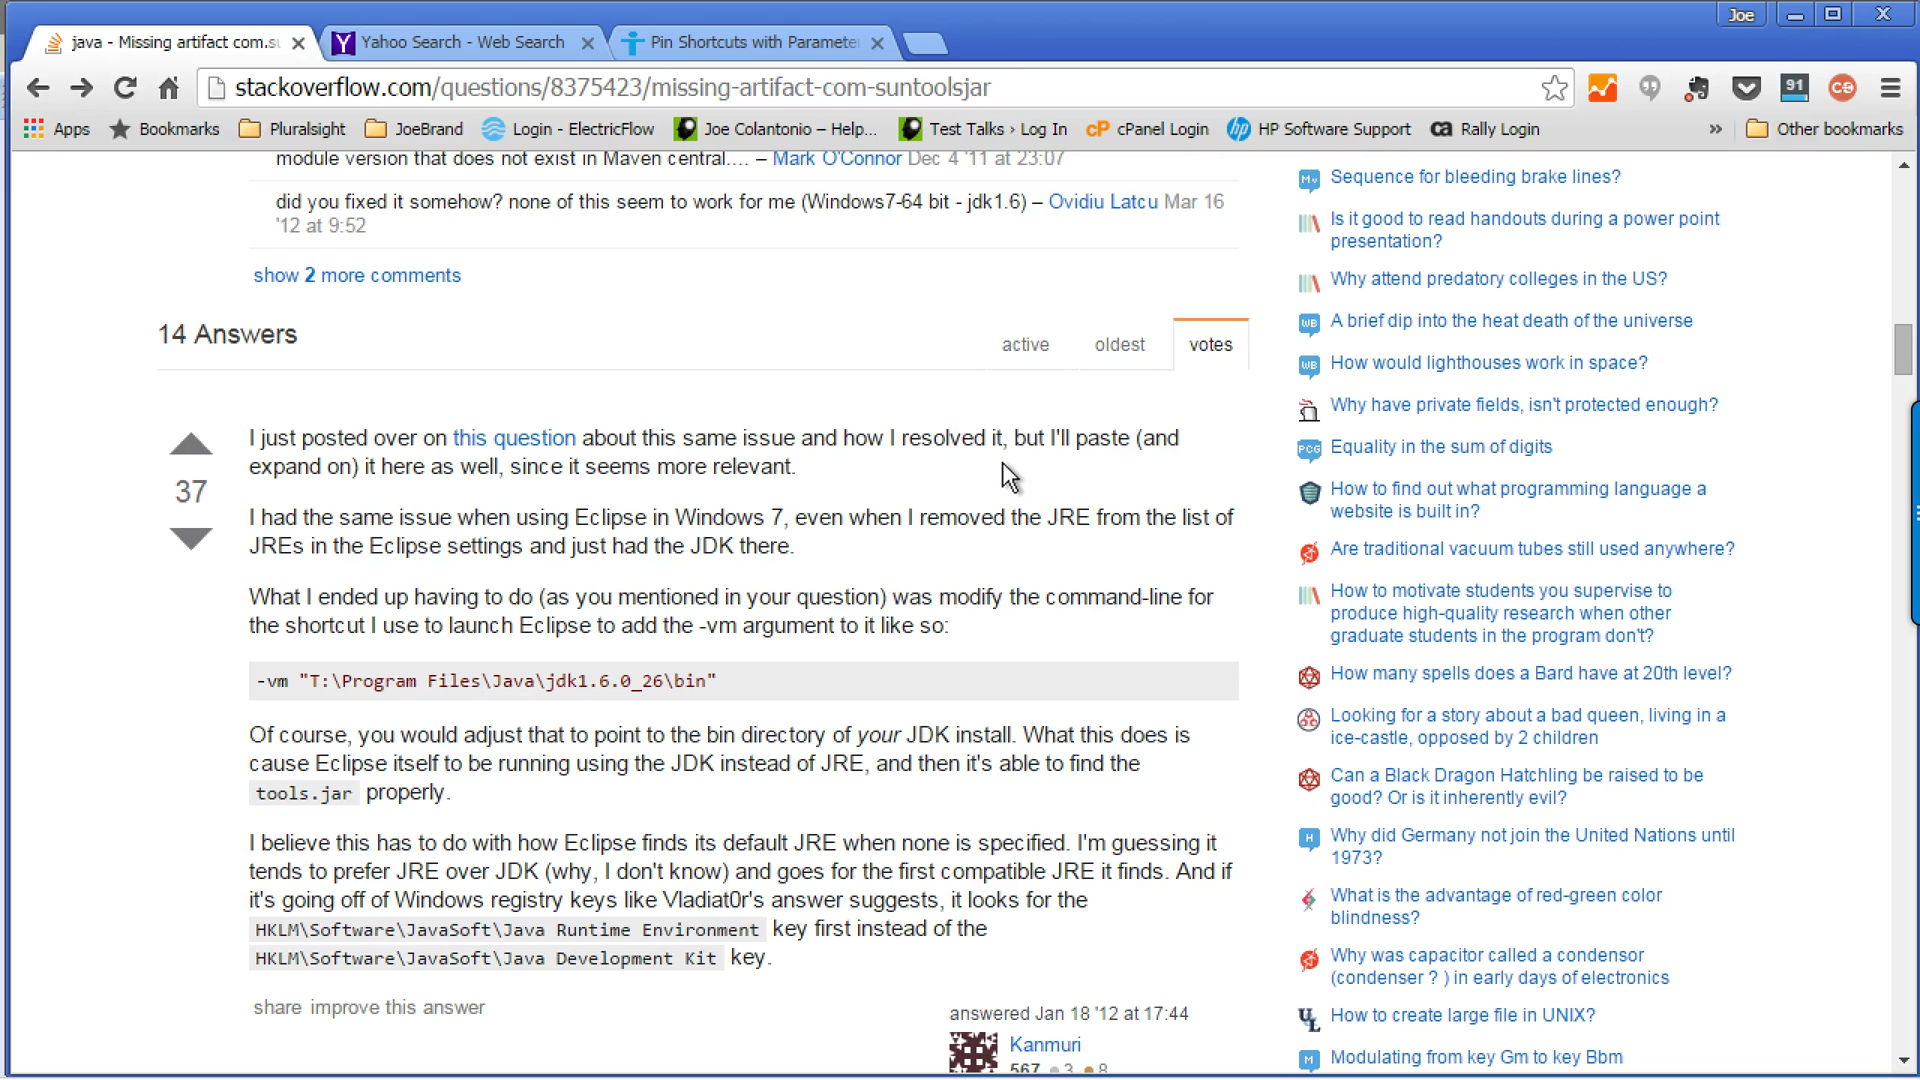 Joe
java - Missing artifact com.su
Yahoo Search - Web Search
Pin Shortcuts with Parameter
stackoverflow.com/questions/8375423/missing-artifact-com-suntoolsjar
91
Apps
Bookmarks
Pluralsight
JoeBrand
Login - ElectricFlow
Joe Colantonio – Help...
Test Talks › Log In
cPanel Login
HP Software Support
Rally Login
»
Other bookmarks
module version that does not exist in Maven central.... – Mark O'Connor Dec 4 '11 at 23:07
did you fixed it somehow? none of this seem to work for me (Windows7-64 bit - jdk1.6) – Ovidiu Latcu Mar 16
'12 at 9:52
show 2 more comments
14 Answers
active
oldest
votes
37
I just posted over on this question about this same issue and how I resolved it, but I'll paste (and
expand on) it here as well, since it seems more relevant.
I had the same issue when using Eclipse in Windows 7, even when I removed the JRE from the list of
JREs in the Eclipse settings and just had the JDK there.
What I ended up having to do (as you mentioned in your question) was modify the command-line for
the shortcut I use to launch Eclipse to add the -vm argument to it like so:
-vm "T:\Program Files\Java\jdk1.6.0_26\bin"
Of course, you would adjust that to point to the bin directory of your JDK install. What this does is
cause Eclipse itself to be running using the JDK instead of JRE, and then it's able to find the
tools.jar properly.
I believe this has to do with how Eclipse finds its default JRE when none is specified. I'm guessing it
tends to prefer JRE over JDK (why, I don't know) and goes for the first compatible JRE it finds. And if
it's going off of Windows registry keys like Vladiat0r's answer suggests, it looks for the
HKLM\Software\JavaSoft\Java Runtime Environment key first instead of the
HKLM\Software\JavaSoft\Java Development Kit key.
share improve this answer
answered Jan 18 '12 at 17:44
Kanmuri
567 3 8
Sequence for bleeding brake lines?
Is it good to read handouts during a power point
presentation?
Why attend predatory colleges in the US?
A brief dip into the heat death of the universe
How would lighthouses work in space?
Why have private fields, isn't protected enough?
Equality in the sum of digits
How to find out what programming language a
website is built in?
Are traditional vacuum tubes still used anywhere?
How to motivate students you supervise to
produce high-quality research when other
graduate students in the program don't?
How many spells does a Bard have at 20th level?
Looking for a story about a bad queen, living in a
ice-castle, opposed by 2 children
Can a Black Dragon Hatchling be raised to be
good? Or is it inherently evil?
Why did Germany not join the United Nations until
1973?
What is the advantage of red-green color
blindness?
Why was capacitor called a condensor
(condenser ? ) in early days of electronics
How to create large file in UNIX?
Modulating from key Gm to key Bbm